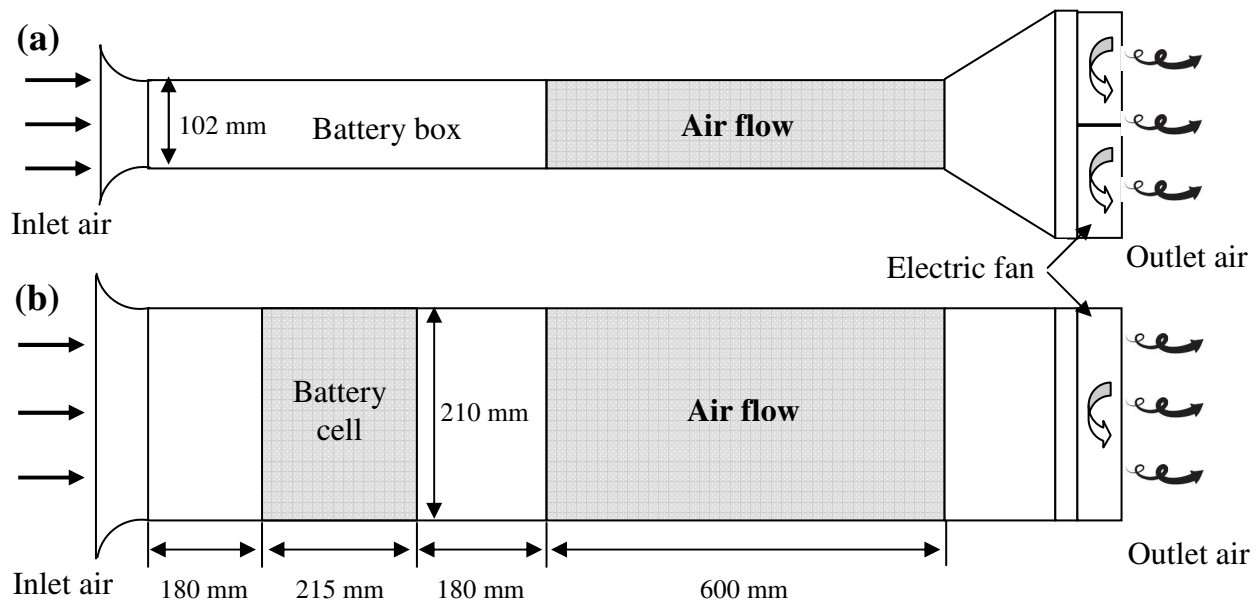 (a)
102 mm
Battery box
Air flow
Inlet air
Electric fan
Outlet air
(b)
Battery
cell
210 mm
Air flow
Inlet air
180 mm
215 mm
180 mm
600 mm
Outlet air